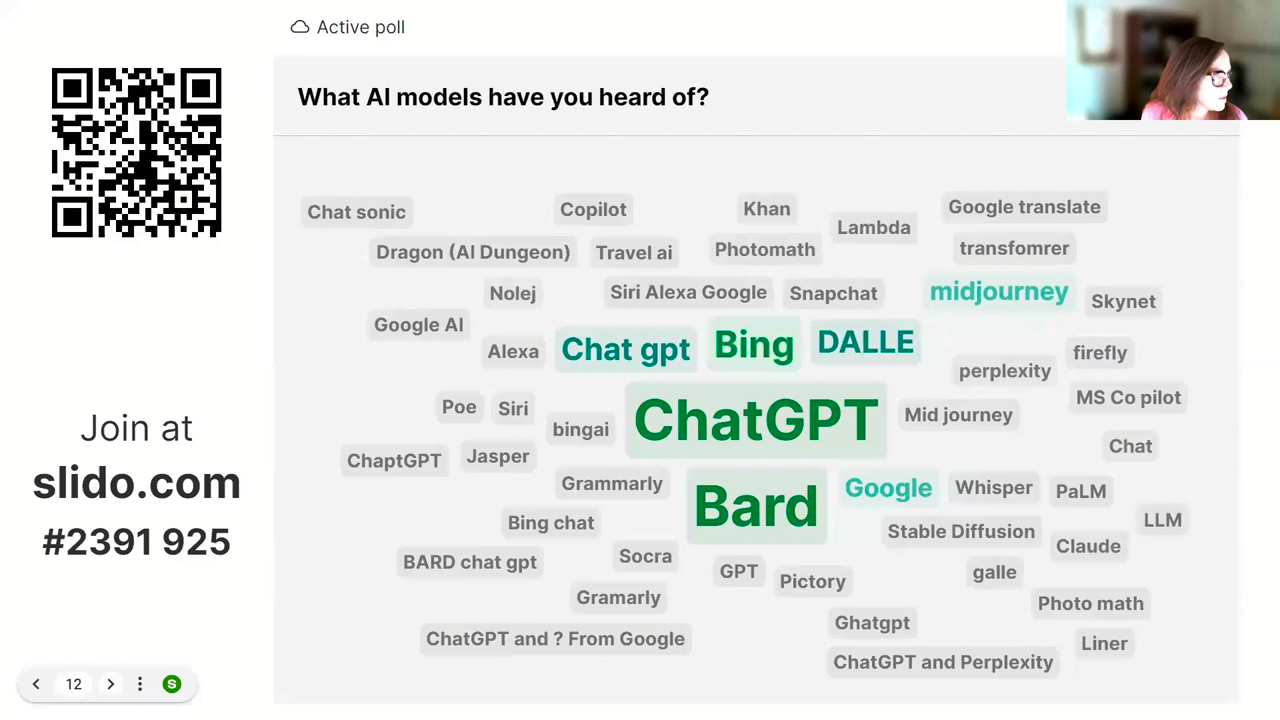 Active poll
What AI models have you heard of?
Chat sonic
Copilot
Khan
Lambda
Google translate
Dragon (AI Dungeon)
Travel ai
Photomath
transfomrer
Nolej
Siri Alexa Google
Snapchat
midjourney
Skynet
Google AI
Alexa
Chat gpt
Bing
DALLE
perplexity
firefly
Poe
Siri
bingai
ChatGPT
Mid journey
MS Co pilot
ChaptGPT
Jasper
Chat
Grammarly
Bard
Google
Whisper
PaLM
Bing chat
Stable Diffusion
LLM
BARD chat gpt
Socra
GPT
Pictory
galle
Claude
Gramarly
Photo math
ChatGPT and ? From Google
Ghatgpt
Liner
ChatGPT and Perplexity
Join at
slido.com
#2391 925
12
S